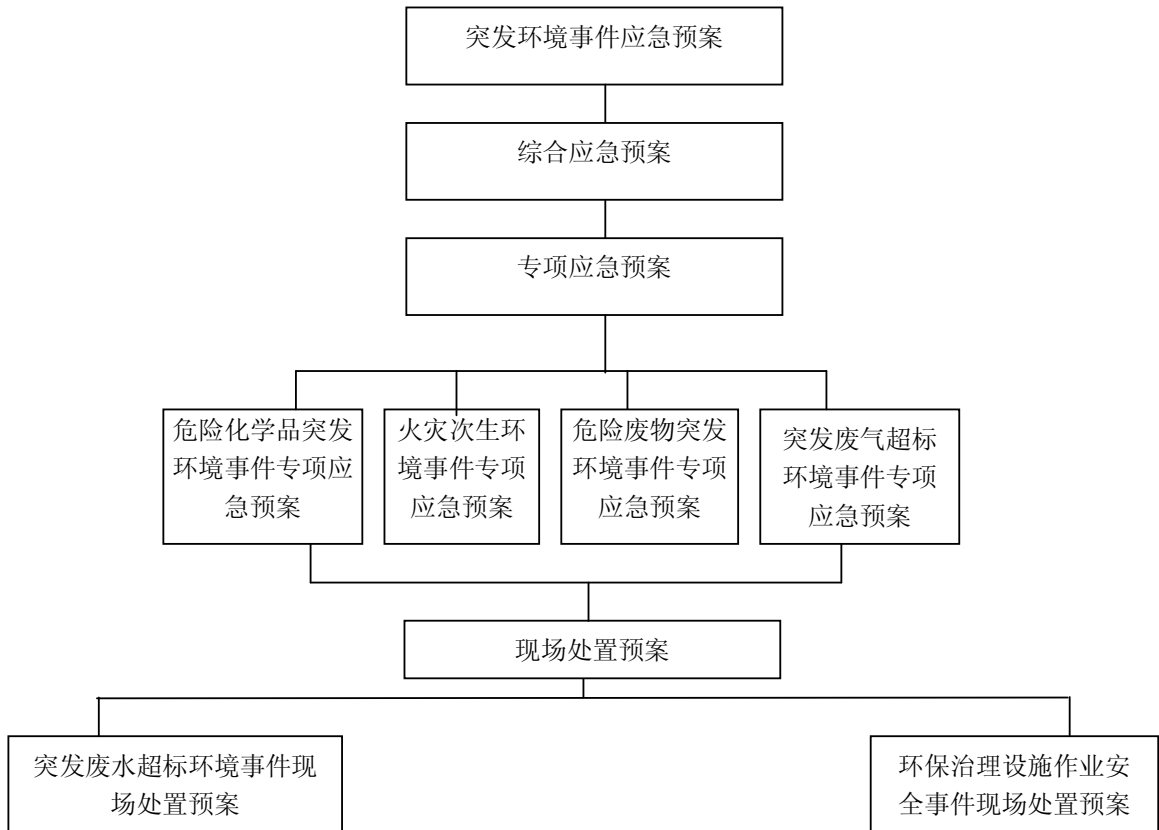 突发环境事件应急预案
综合应急预案
专项应急预案
危险化学品突发
环境事件专项应
急预案
火灾次生环
境事件专项
应急预案
危险废物突发
环境事件专项
应急预案
突发废气超标
环境事件专项
应急预案
现场处置预案
突发废水超标环境事件现
场处置预案
环保治理设施作业安
全事件现场处置预案